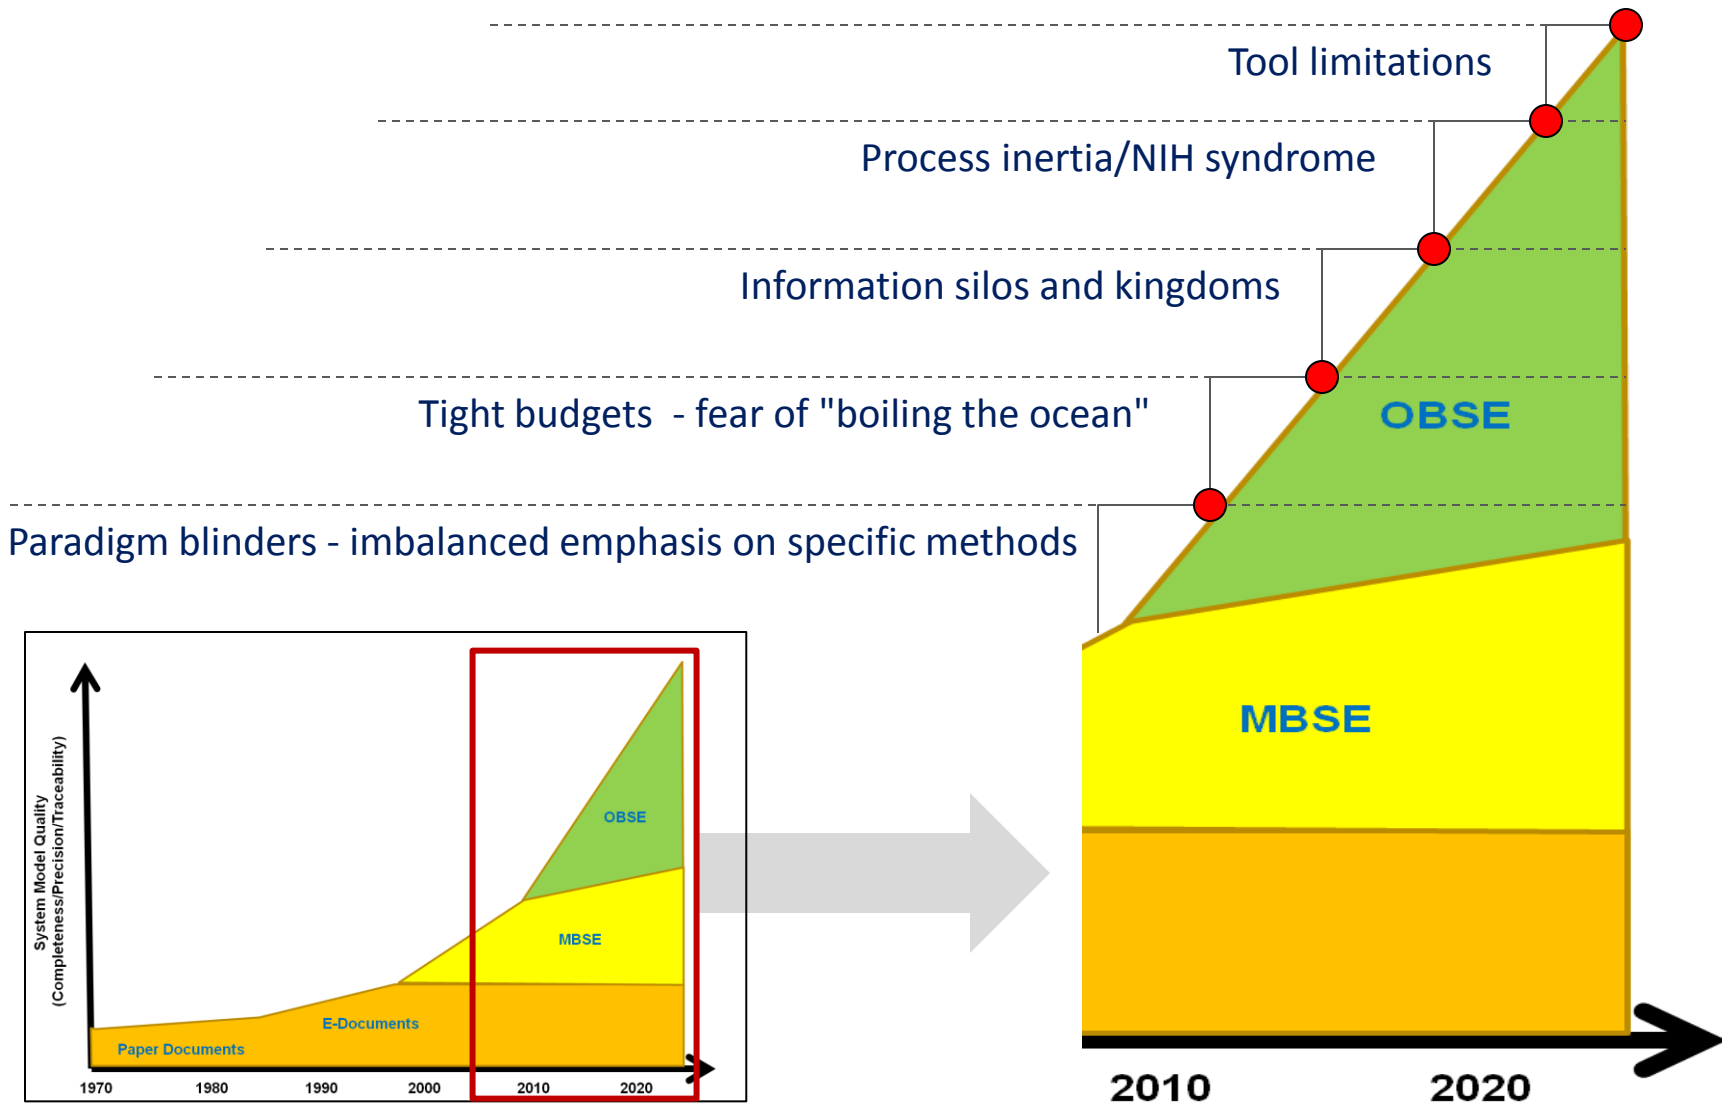 Tool limitations
Process inertia/NIH syndrome
Information silos and kingdoms
Tight budgets  - fear of "boiling the ocean"
Paradigm blinders - imbalanced emphasis on specific methods
OBSE
MBSE
2010
2020
System Model Quality
(Completeness/Precision/Traceability)
OBSE
MBSE
E-Documents
Paper Documents
1970
1980
1990
2000
2010
2020